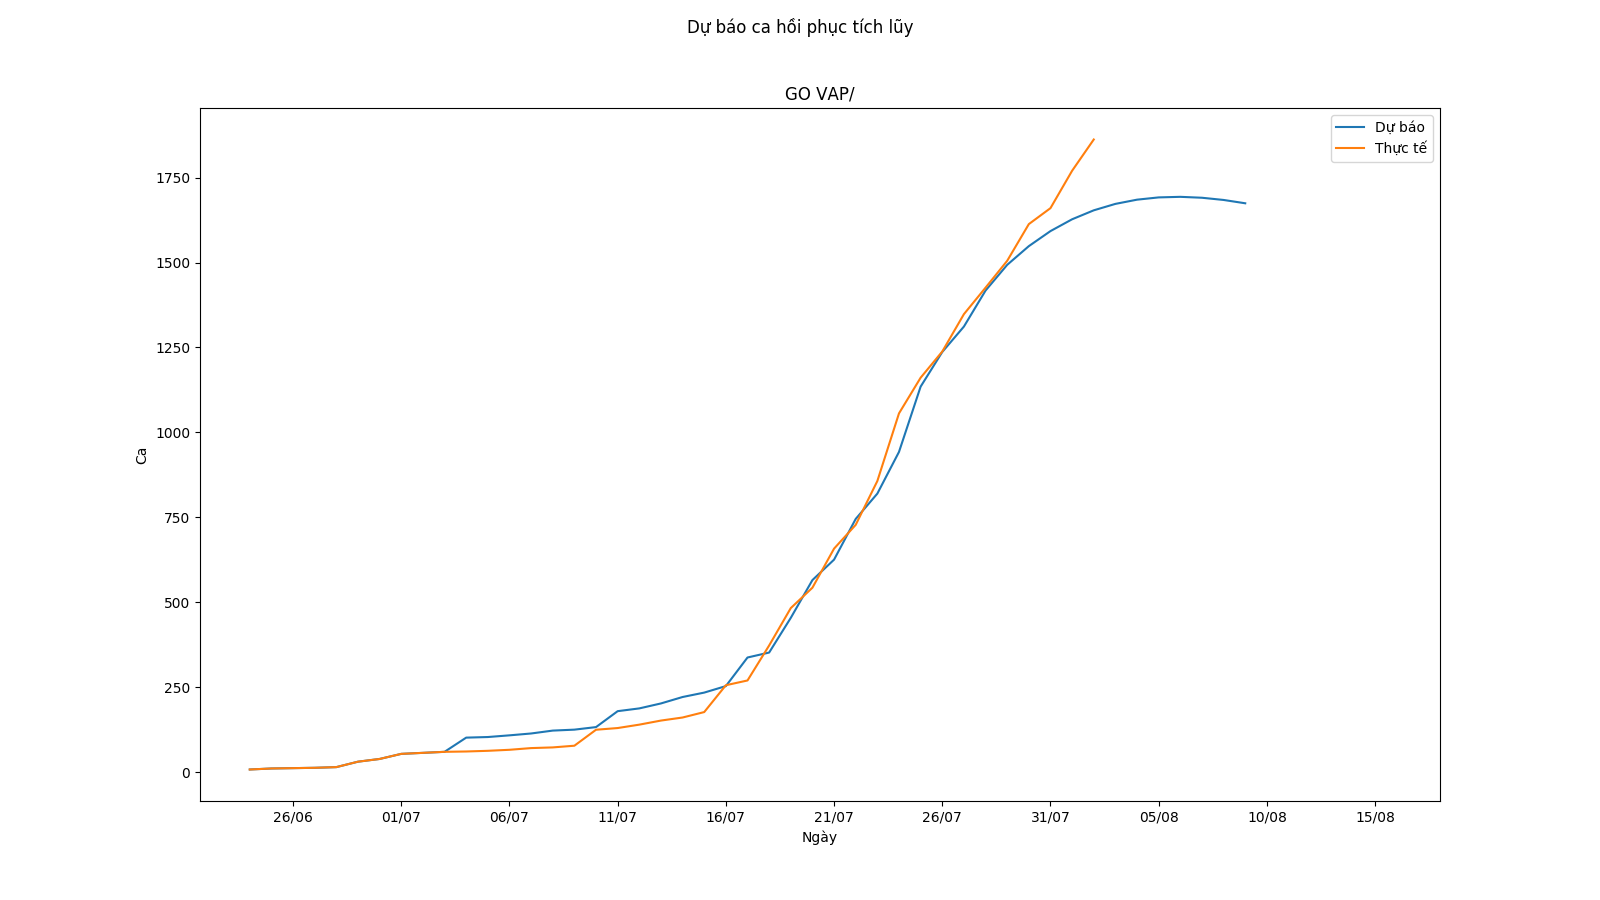 Dự báo ca hồi phục tích lũy
GO VAP/
Dự báo
Thực tế
1750
1500
1250
1000
750
500
250
0
Ca
26/06 01/07 06/07 11/07 16/07 21/07 26/07 31/07 05/08 10/08 15/08
Ngày